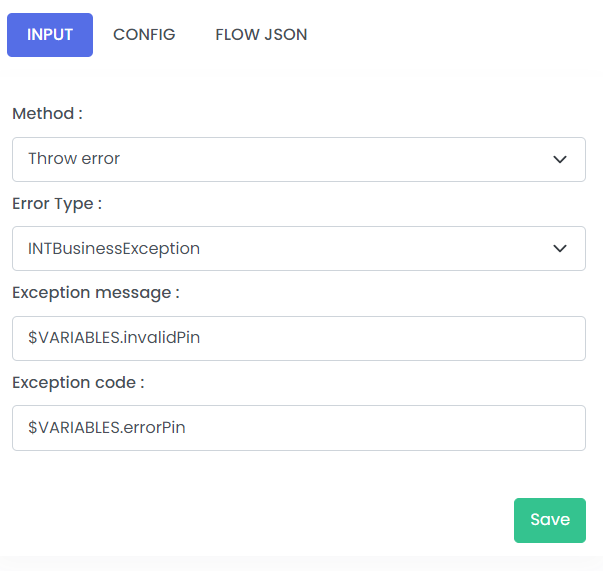 INPUT CONFIG FLOW JSON
Method :
Throw error
Error Type :
INTBusinessException
Exception message :
$VARIABLES.invalidPin
Exception code :
$VARIABLES.errorPin
Save